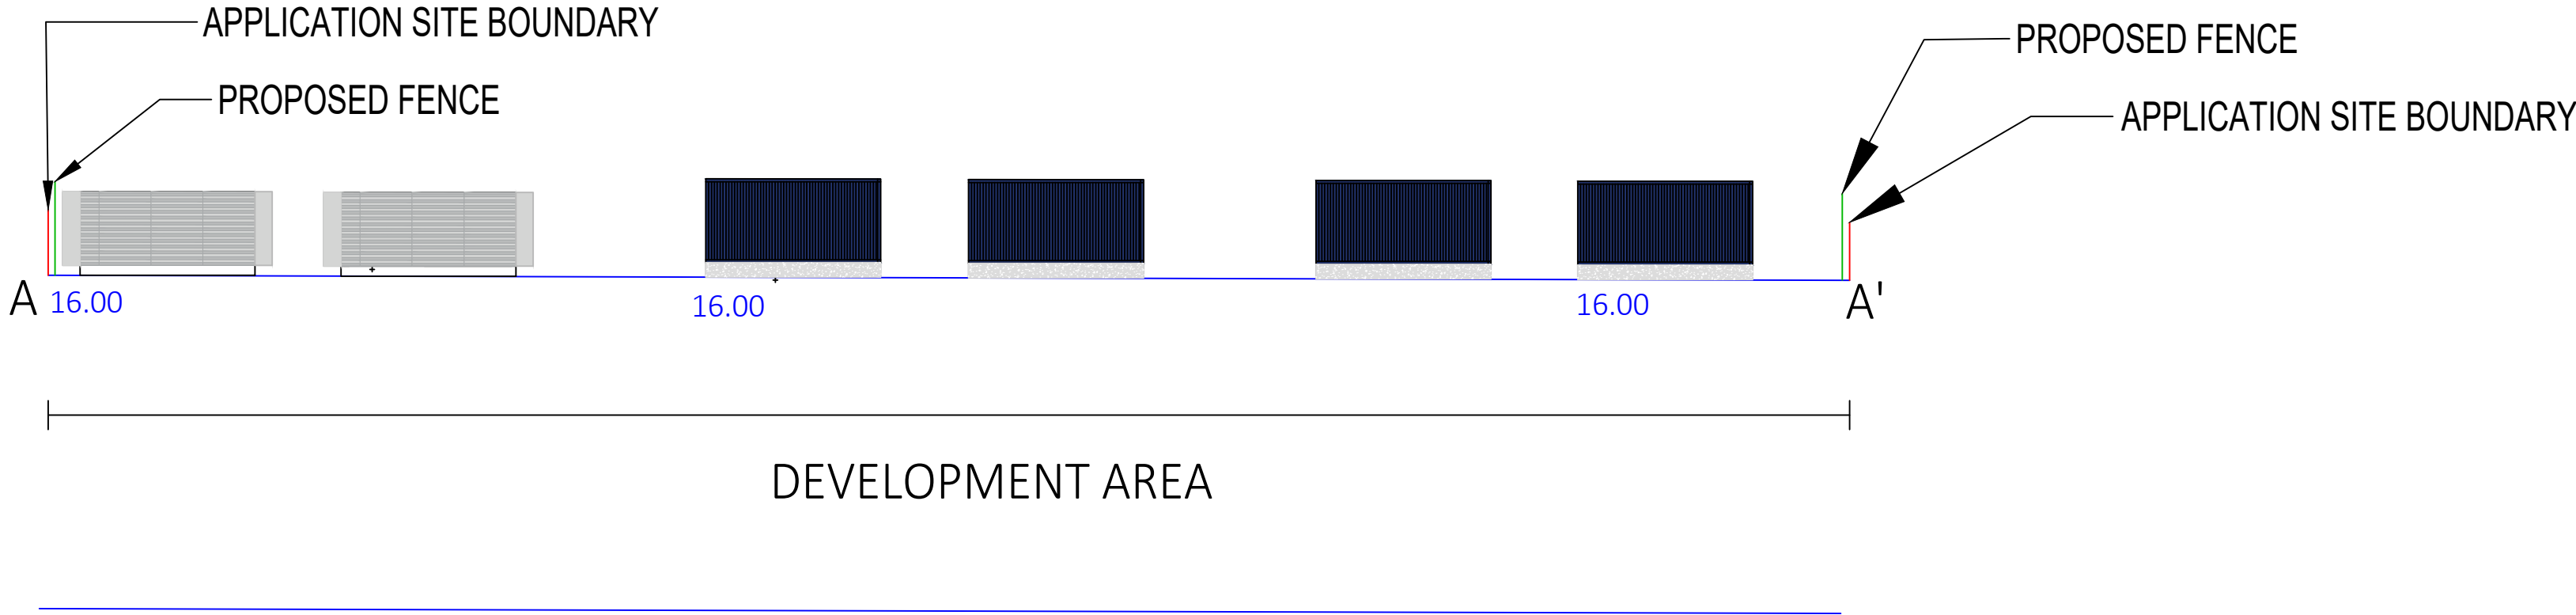 APPLICATION SITE BOUNDARY
PROPOSED FENCE
PROPOSED FENCE
APPLICATION SITE BOUNDARY
A 16.00
16.00
16.00
A'
DEVELOPMENT AREA